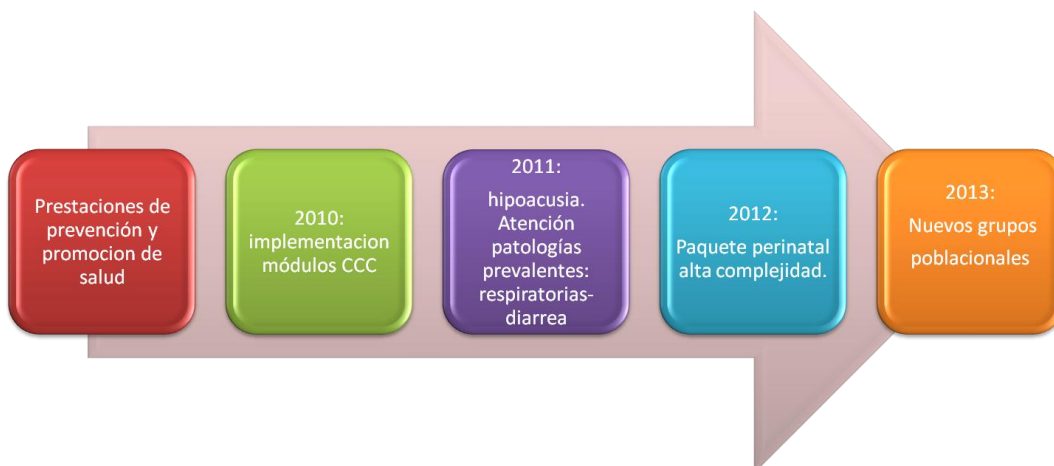 Prestaciones de
prevención y
promocion de
salud
2010:
implementacion
módulos CCC
2011:
hipoacusia.
Atención
patologías
prevalentes:
respiratorias-
diarrea
2012:
Paquete perinatal
alta complejidad.
2013:
Nuevos grupos
poblacionales